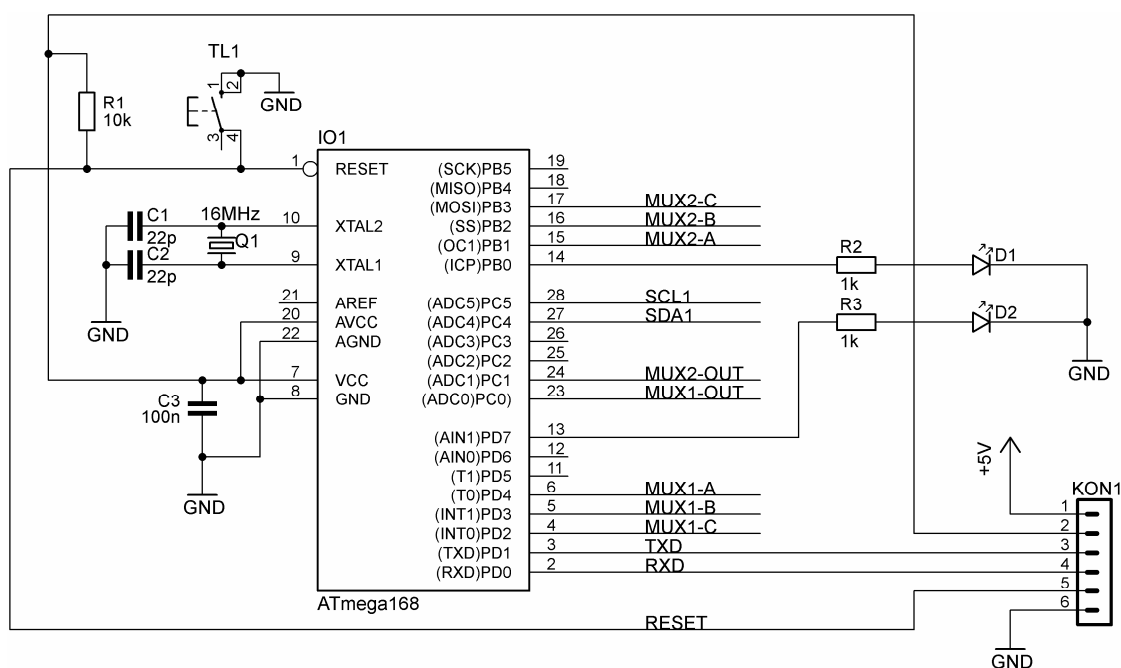 TL1
1
2
GND
R1
10k
3
4
IO1
1
RESET
(SCK)PB5
19
(MISO)PB4
18
(MOSI)PB3
17
MUX2-C
C1
22p
16MHz
10
XTAL2
(SS)PB2
16
MUX2-B
Q1
(OC1)PB1
15
MUX2-A
C2
22p
9
XTAL1
(ICP)PB0
14
R2
1k
D1
21
AREF
(ADC5)PC5
28
SCL1
R3
1k
D2
20
AVCC
(ADC4)PC4
27
SDA1
GND
22
AGND
(ADC3)PC3
26
(ADC2)PC2
25
GND
7
VCC
(ADC1)PC1
24
MUX2-OUT
C3
100n
8
GND
(ADC0)PC0)
23
MUX1-OUT
(AIN1)PD7
13
(AIN0)PD6
12
+5V
(T1)PD5
11
GND
(T0)PD4
6
MUX1-A
KON1
(INT1)PD3
5
MUX1-B
1
(INT0)PD2
4
MUX1-C
2
(TXD)PD1
3
TXD
3
(RXD)PD0
2
RXD
4
5
ATmega168
6
RESET
GND